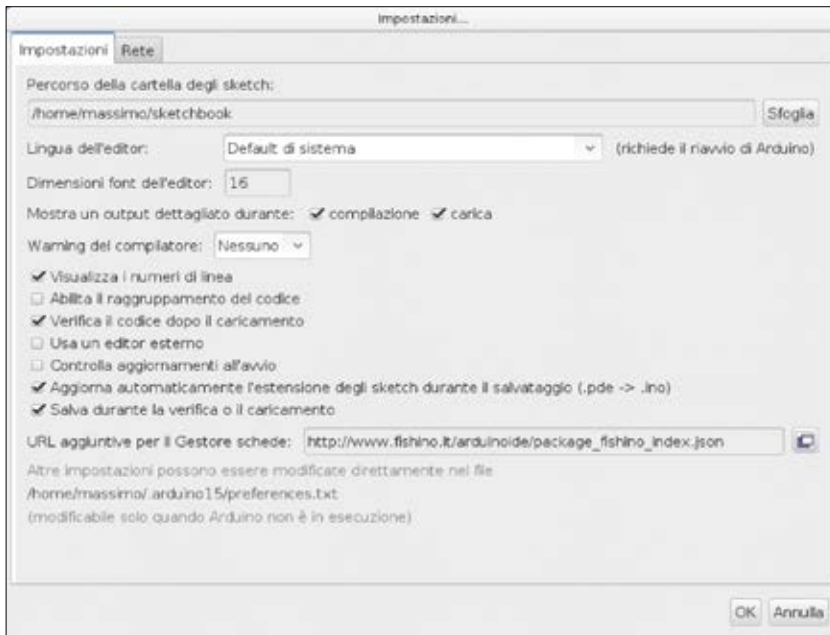 Impostazioni...
Impostazioni Rete
Percorso della cartella degli sketch:
/home/massimo/sketchbook Sfoglia
Lingua dell'editor: Default di sistema (richiede il riavvio di Arduino)
Dimensioni font dell'editor: 16
Mostra un output dettagliato durante: compilazione carica
Warning del compilatore: Nessuno
Visualizza i numeri di linea
Abilita il raggruppamento del codice
Verifica il codice dopo il caricamento
Usa un editor esterno
Controlla aggiornamenti all'avvio
Aggiorna automaticamente l'estensione degli sketch durante il salvataggio (.pde -> .ino)
Salva durante la verifica o il caricamento
URL aggiuntive per il Gestore schede: http://www.fishino.it/arduinoide/package_fishino_index.json
Altre impostazioni possono essere modificate direttamente nel file
/home/massimo/.arduino15/preferences.txt
(modificabile solo quando Arduino non è in esecuzione)
OK Annulla